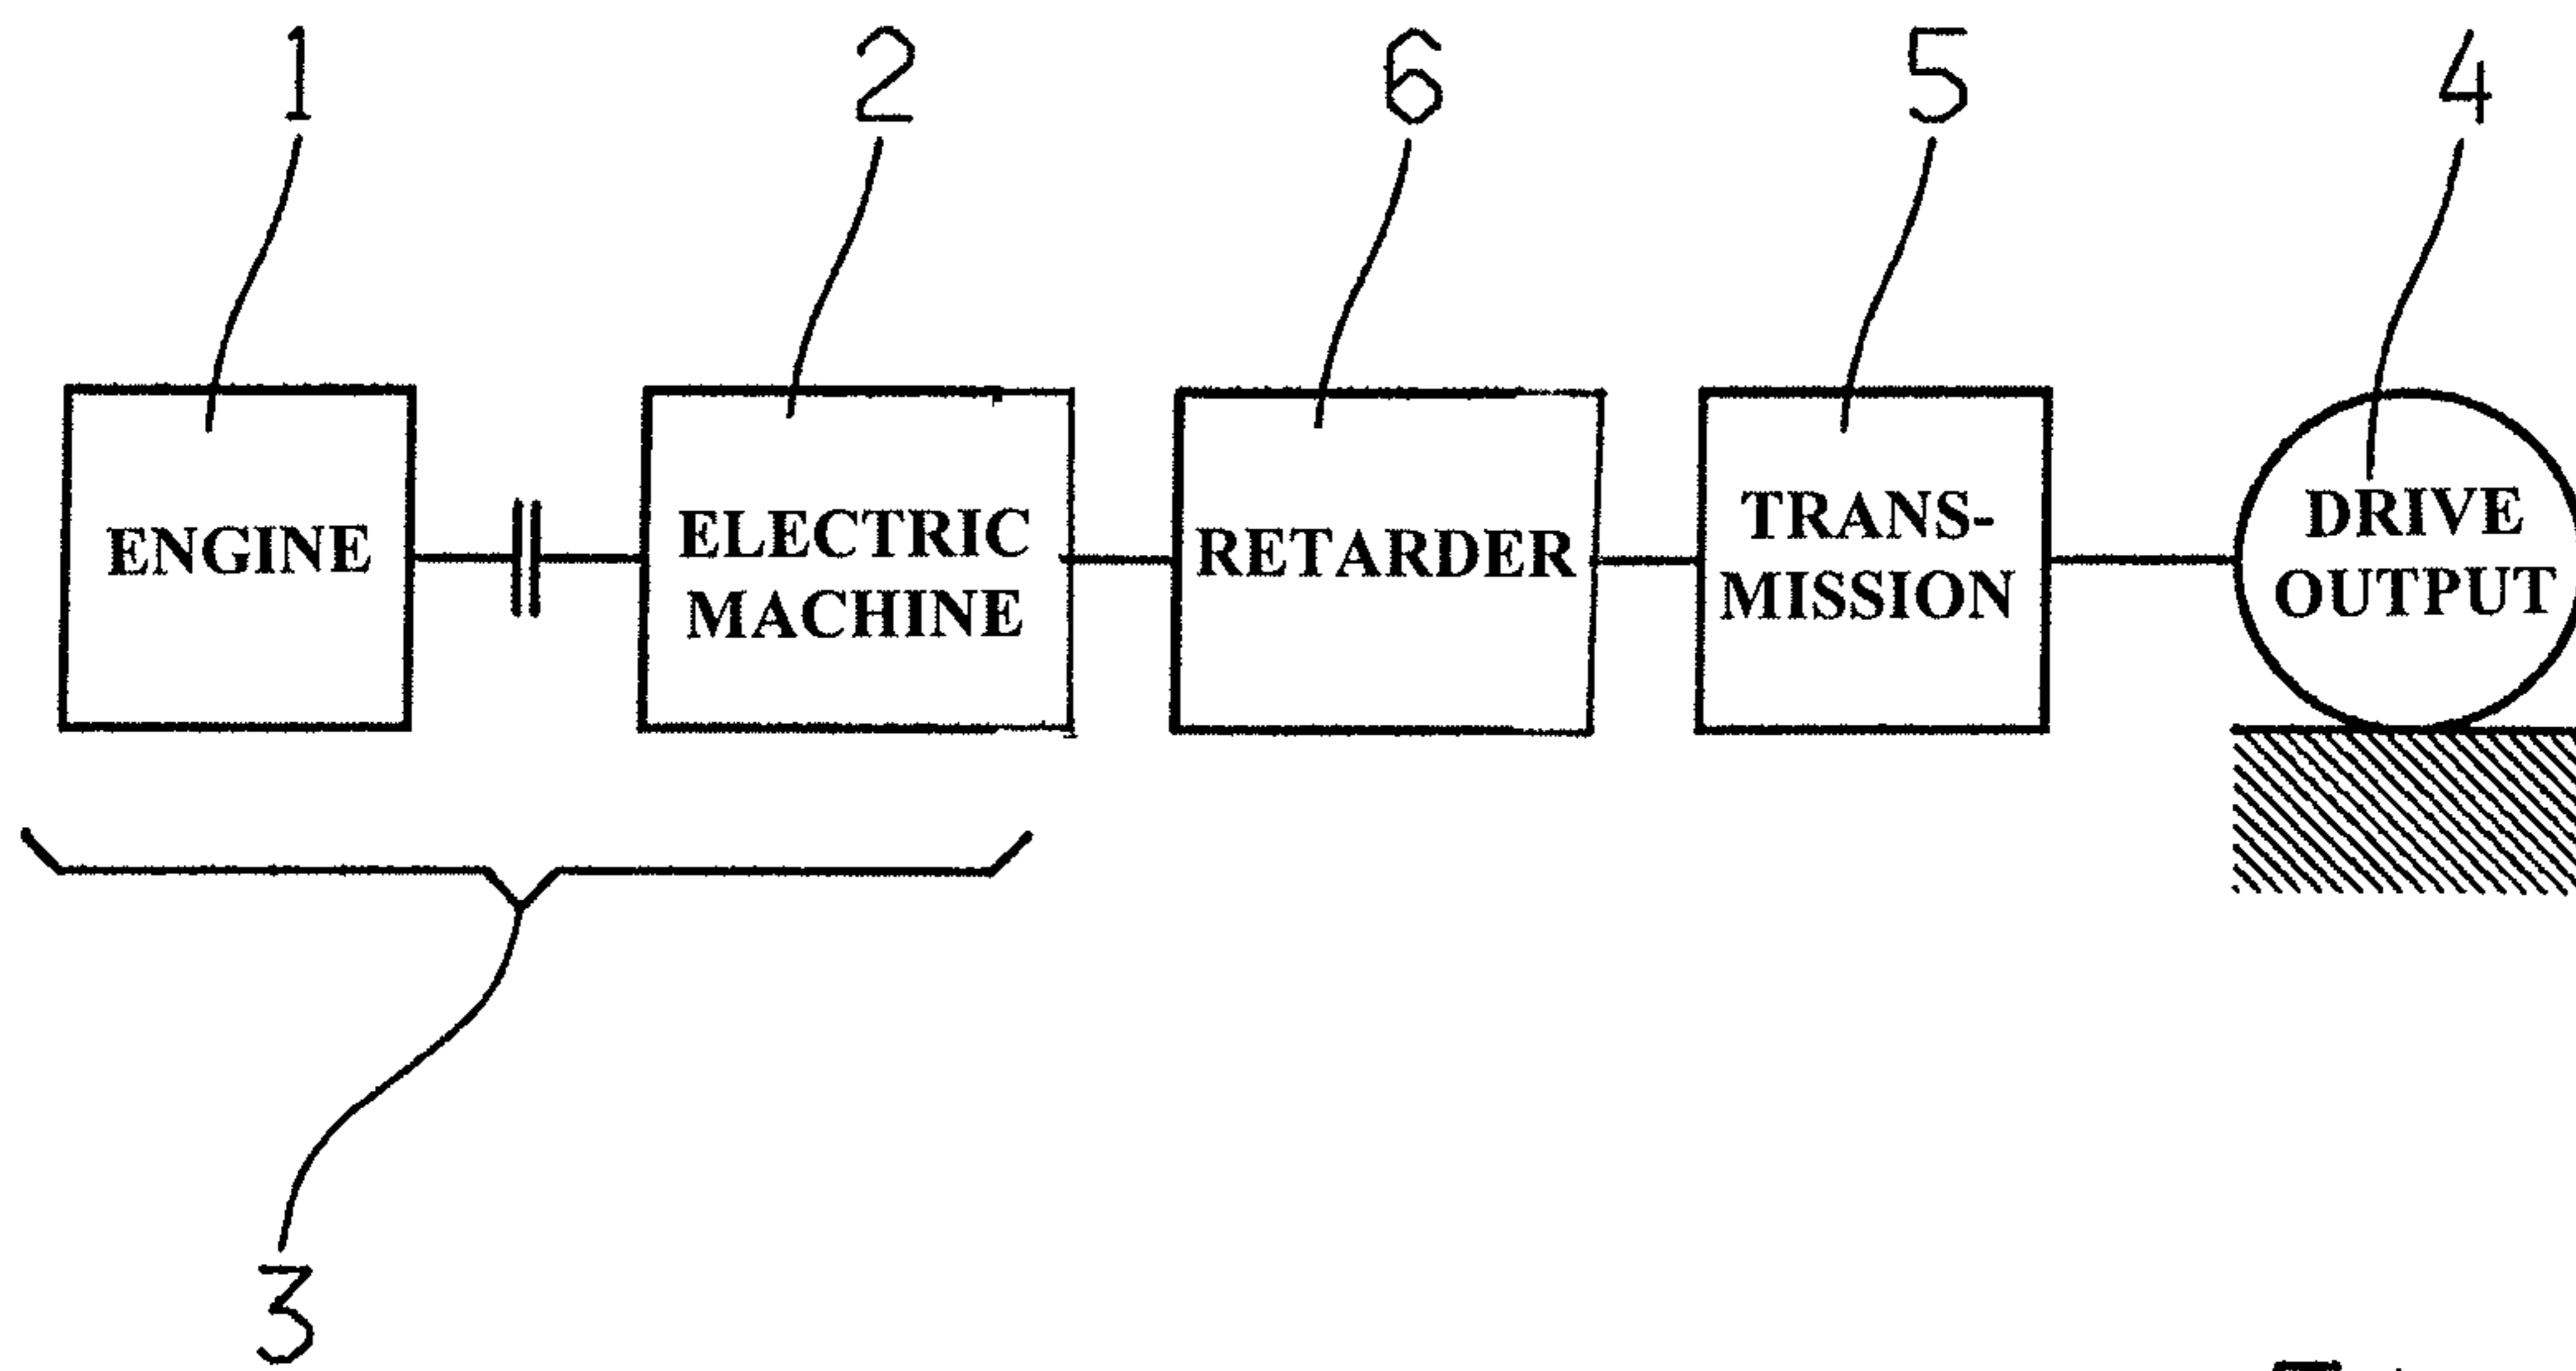 1 2 6 5 4
ENGINE
ELECTRIC
MACHINE
RETARDER
TRANS-
MISSION
DRIVE
OUTPUT
3